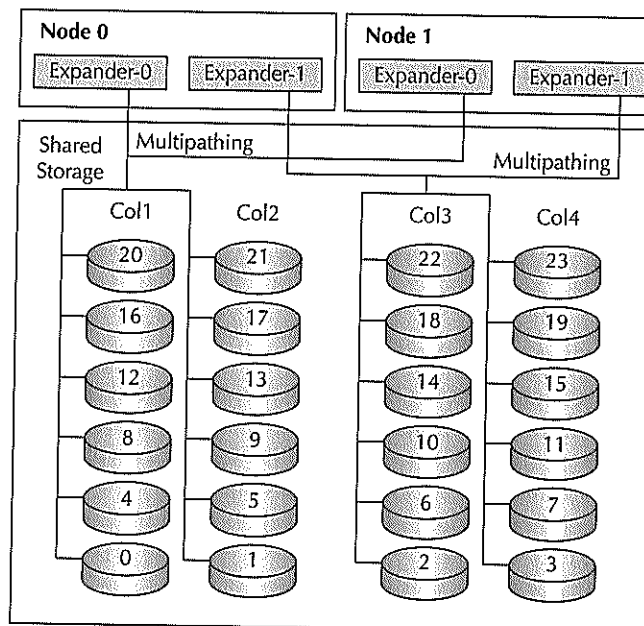 Node 0
Expander-0 Expander-1
Node 1
Expander-0 Expander-1
Shared
Storage
Multipathing
Multipathing
Col1 Col2 Col3 Col4
20 21 22 23
16 17 18 19
12 13 14 15
8 9 10 11
4 5 6 7
0 1 2 3